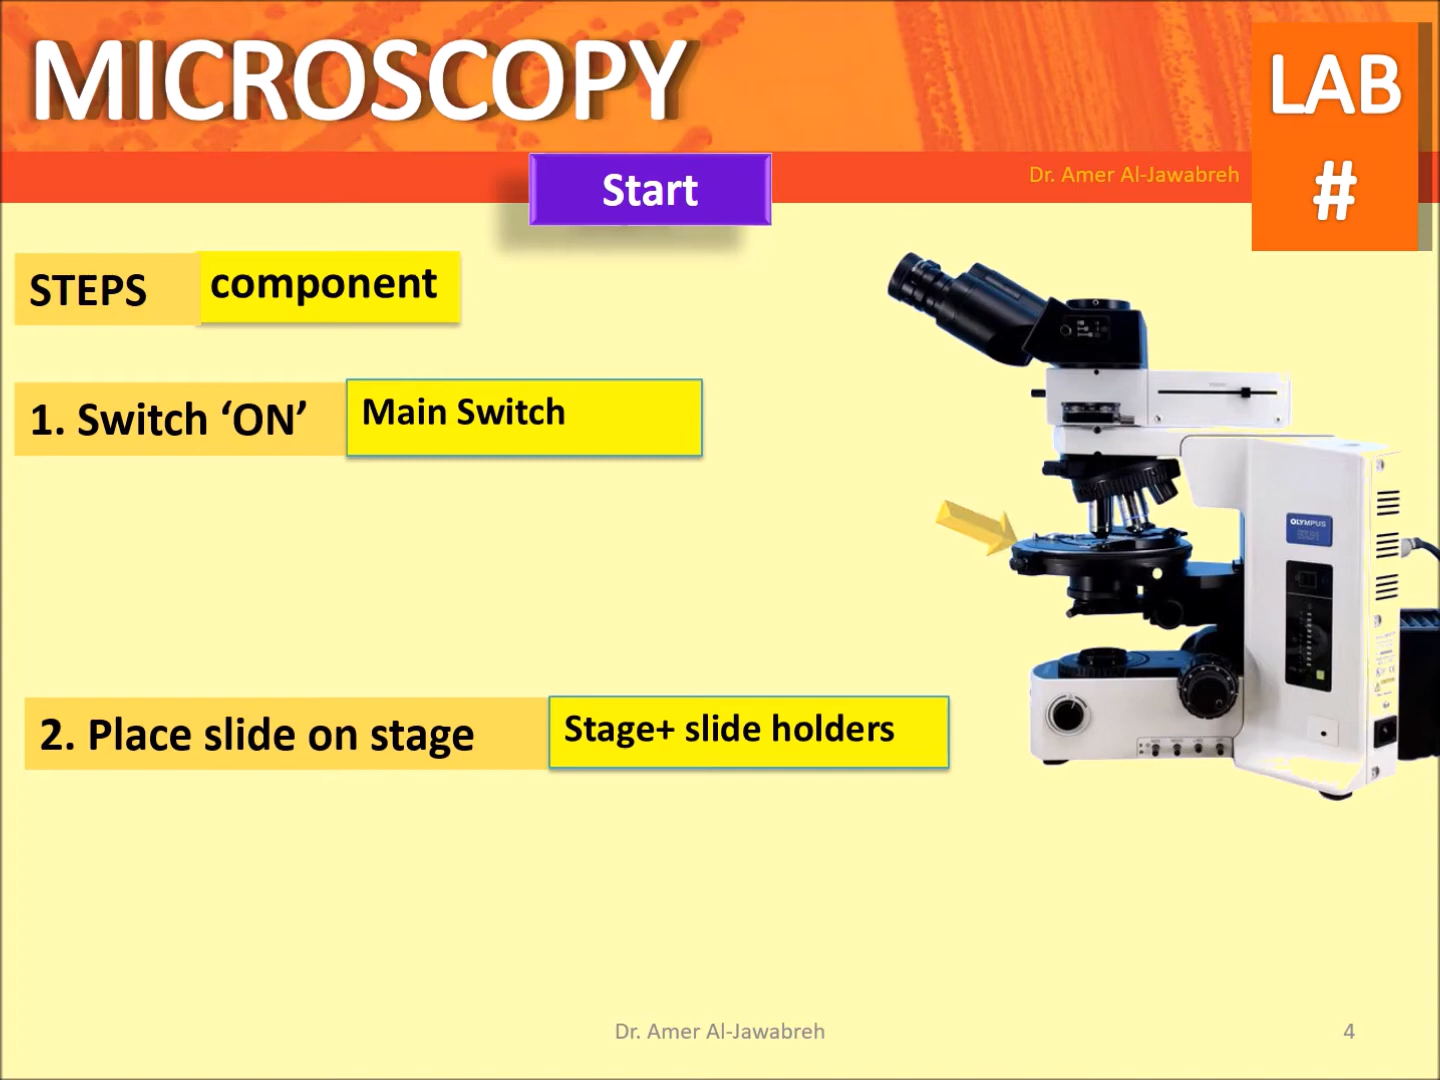 MICROSCOPY
LAB
#
Dr. Amer Al-Jawabreh
Start
STEPS
component
1. Switch ‘ON’
Main Switch
OLYMPUS
2. Place slide on stage
Stage+ slide holders
Dr. Amer Al-Jawabreh
4